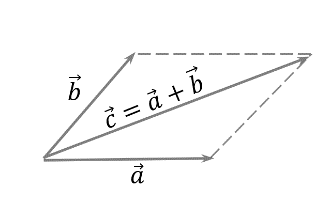 b⃗
c⃗ = a⃗ + b⃗
a⃗